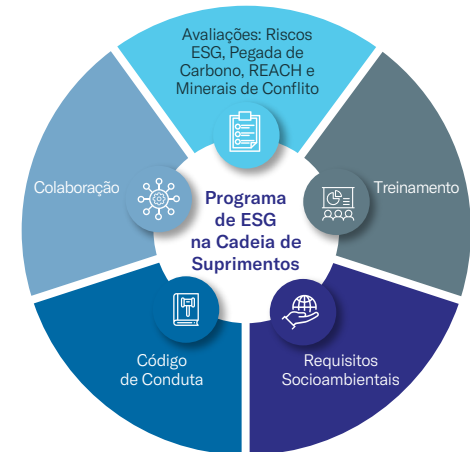 Avaliações: Riscos
ESG, Pegada de
Carbono, REACH e
Minerais de Conflito
Colaboração
Treinamento
Programa
de ESG
na Cadeia de
Suprimentos
Código
de Conduta
Requisitos
Socioambientais